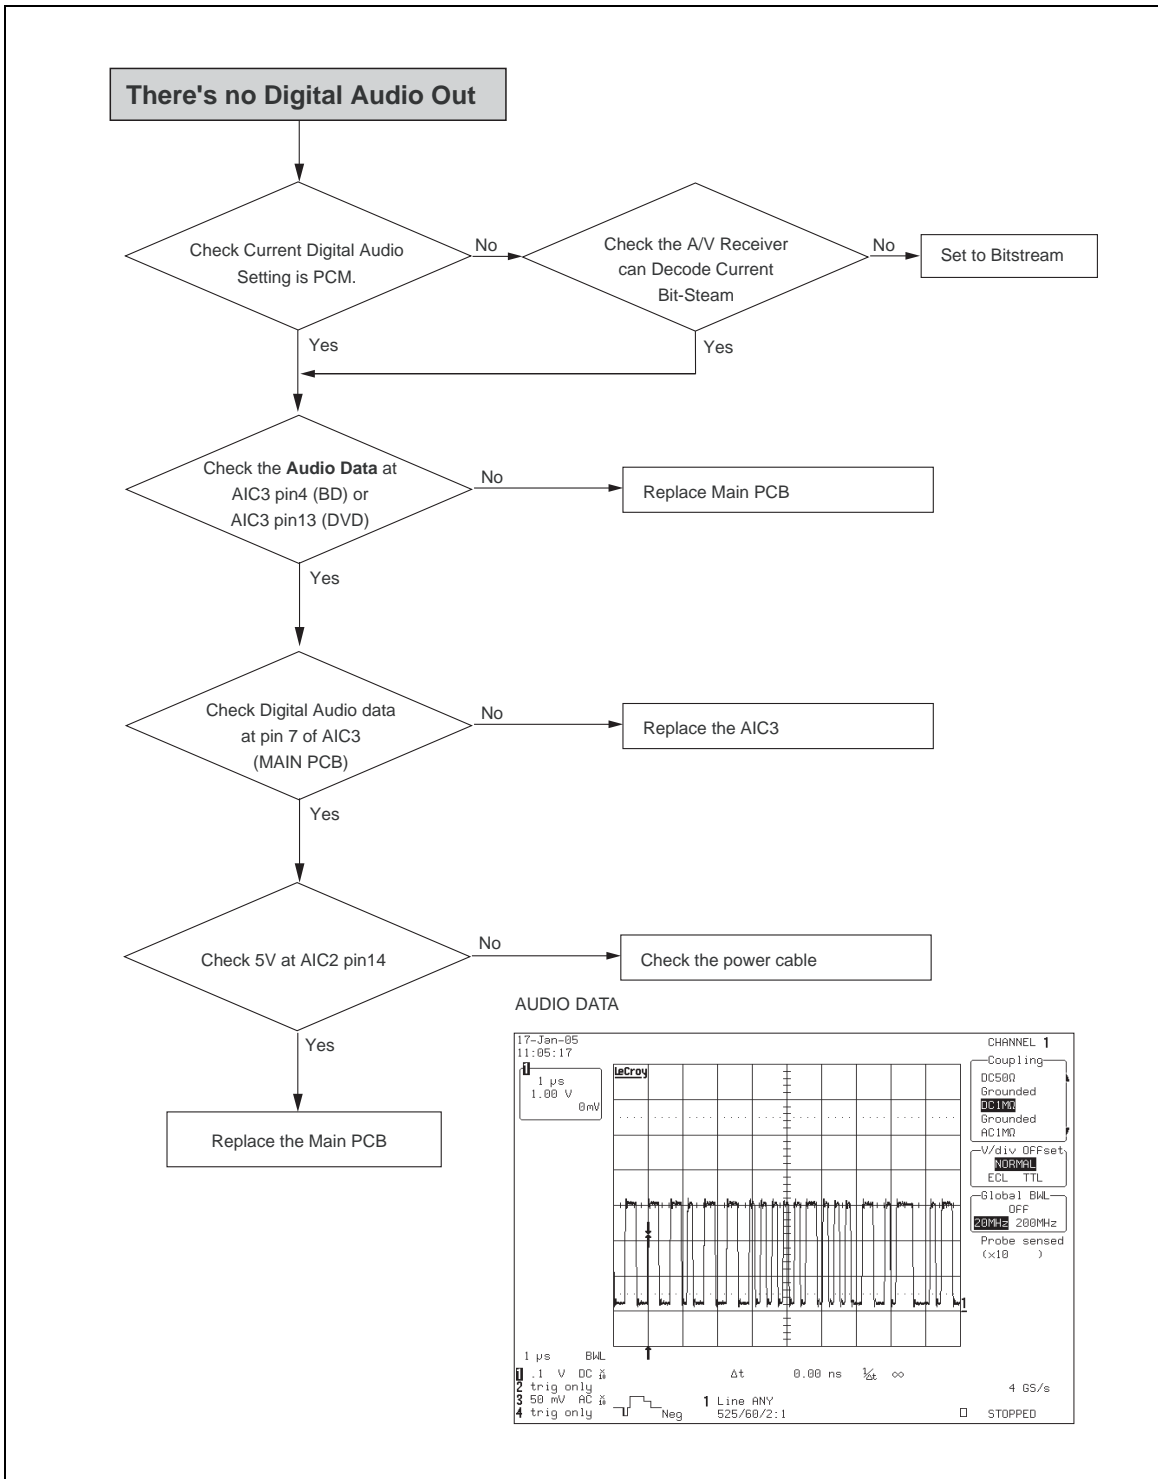 There's no Digital Audio Out
Check Current Digital Audio
Setting is PCM.
No
Check the A/V Receiver
can Decode Current
Bit-Steam
No
Set to Bitstream
Yes
Yes
Check the Audio Data at
AIC3 pin4 (BD) or
AIC3 pin13 (DVD)
No
Replace Main PCB
Yes
Check Digital Audio data
at pin 7 of AIC3
(MAIN PCB)
No
Replace the AIC3
Yes
Check 5V at AIC2 pin14
No
Check the power cable
Yes
Replace the Main PCB
AUDIO DATA
17-Jan-05
11:05:17
1
1 µs
1.00 V
0mV
LeCroy
CHANNEL 1
Coupling
DC50Ω
Grounded
DC1MΩ
Grounded
AC1MΩ
V/div OFFset
NORMAL
ECL TTL
Global BWL
OFF
20MHz 200MHz
Probe sensed
(x10 )
1
1 µs BWL
1 .1 V DC x10
2 trig only
3 50 mV AC x10
4 trig only
Neg
Δt 0.00 ns 1/Δt ∞
1 Line ANY
525/60/2:1
4 GS/s
STOPPED